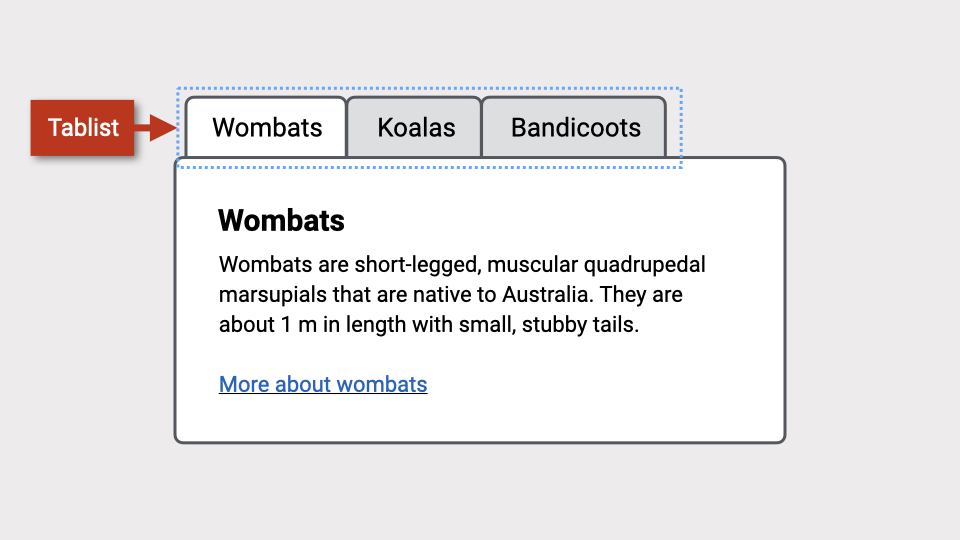 Tablist
Wombats
Koalas
Bandicoots
Wombats
Wombats are short-legged, muscular quadrupedal
marsupials that are native to Australia. They are
about 1 m in length with small, stubby tails.
More about wombats